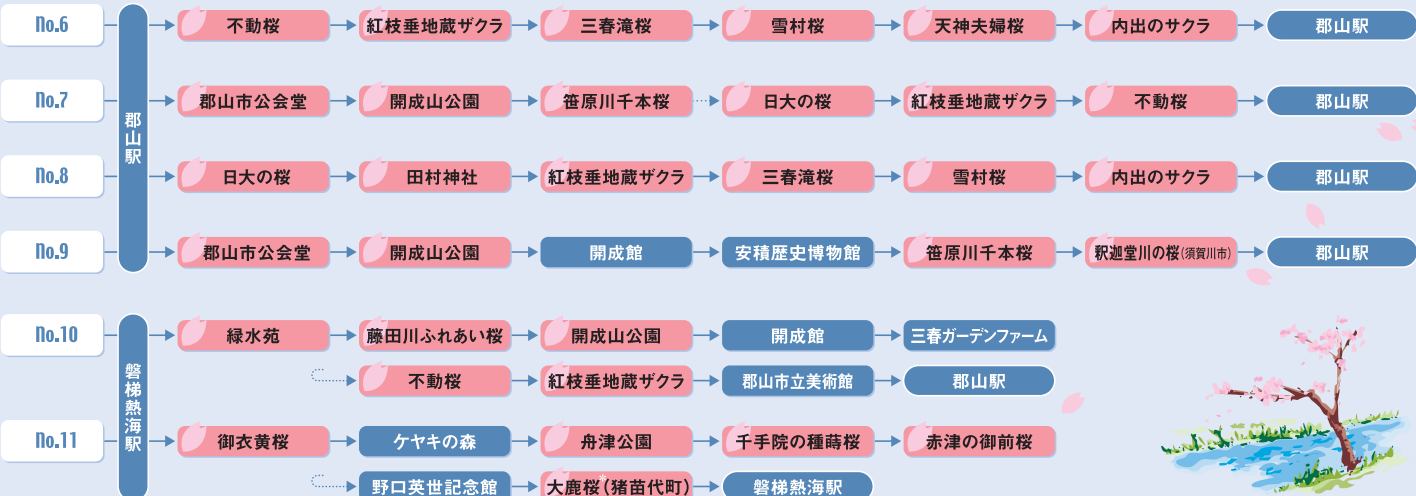 No.6 郡山駅 不動桜 紅枝垂地蔵ザクラ 三春滝桜 雪村桜 天神夫婦桜 内出のサクラ 郡山駅
No.7 郡山市公会堂 開成山公園 笹原川千本桜 日大の桜 紅枝垂地蔵ザクラ 不動桜 郡山駅
No.8 日大の桜 田村神社 紅枝垂地蔵ザクラ 三春滝桜 雪村桜 内出のサクラ 郡山駅
No.9 郡山市公会堂 開成山公園 開成館 安積歴史博物館 笹原川千本桜 釈迦堂川の桜(須賀川市) 郡山駅
No.10 磐梯熱海駅 緑水苑 藤田川ふれあい桜 開成山公園 開成館 三春ガーデンファーム
不動桜 紅枝垂地蔵ザクラ 郡山市立美術館 郡山駅
No.11 御衣黄桜 ケヤキの森 舟津公園 千手院の種蒔桜 赤津の御前桜
野口英世記念館 大鹿桜(猪苗代町) 磐梯熱海駅